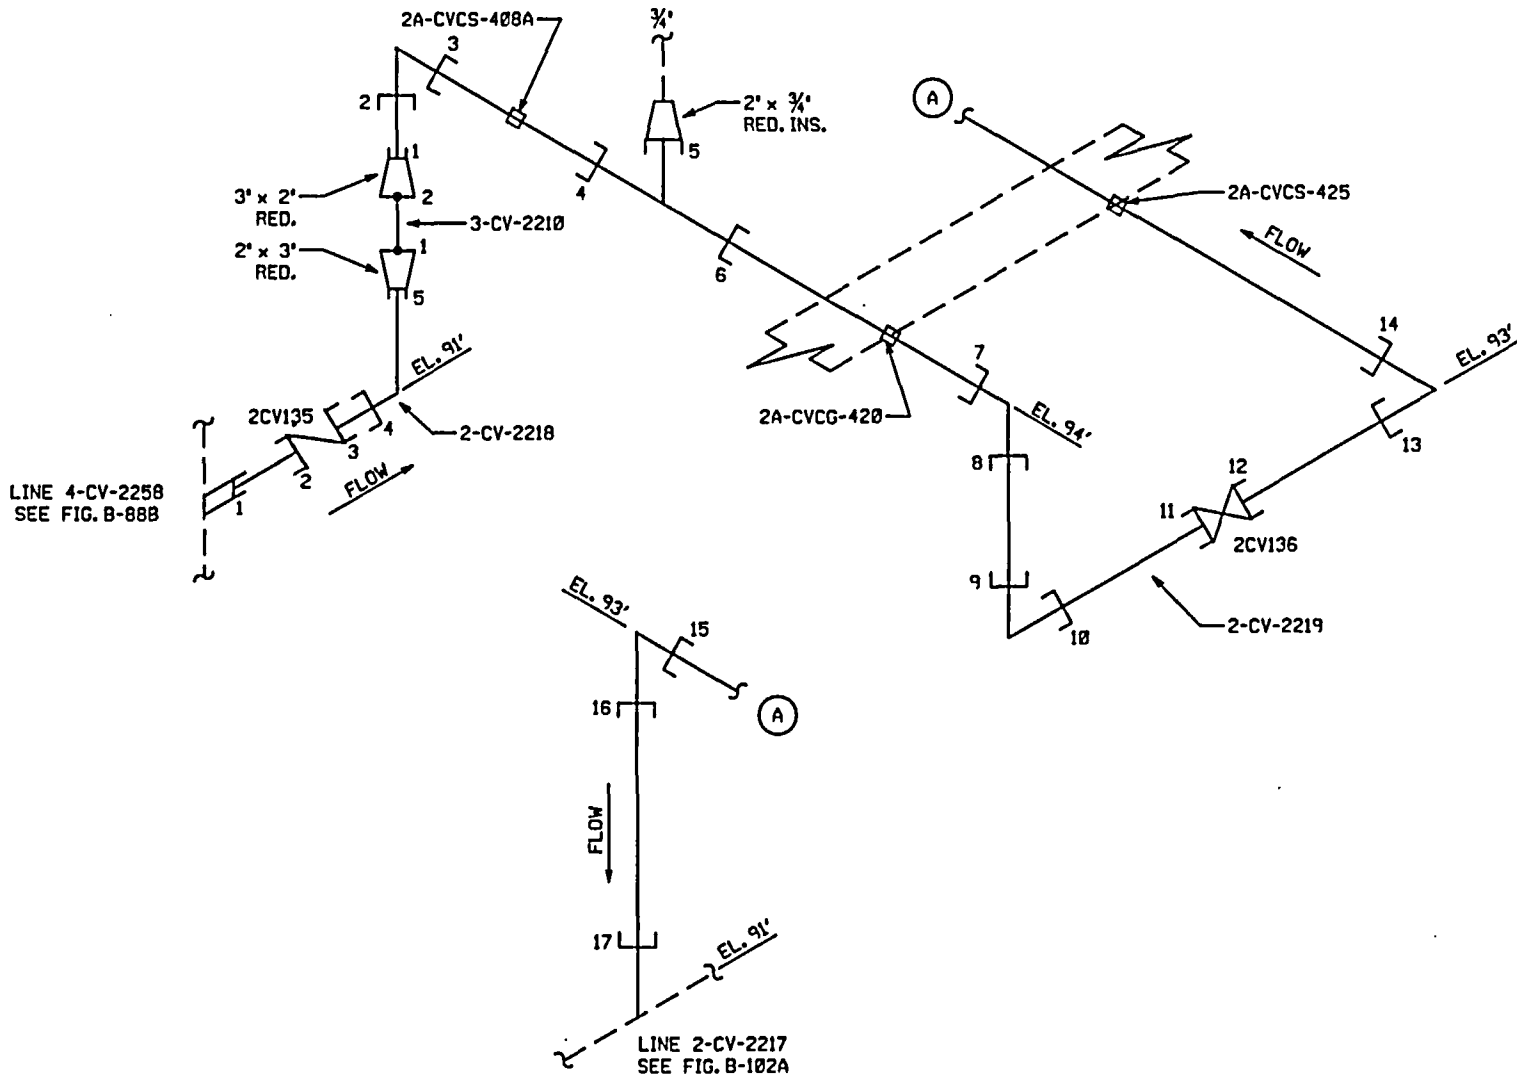 2A-CVCS-408A
3/4"
3
2
2" x 3/4"
RED. INS.
A
1
5
4
3" x 2"
RED.
2
3-CV-2210
2A-CVCS-425
FLOW
2" x 3"
RED.
1
5
6
14
EL. 93'
EL. 91'
7
2CV135
4
2-CV-2218
2A-CVCG-420
EL. 94'
3
2
13
8
12
FLOW
LINE 4-CV-2258
SEE FIG. B-88B
1
11
2CV136
EL. 93'
9
10
2-CV-2219
15
16
A
FLOW
17
EL. 91'
LINE 2-CV-2217
SEE FIG. B-102A